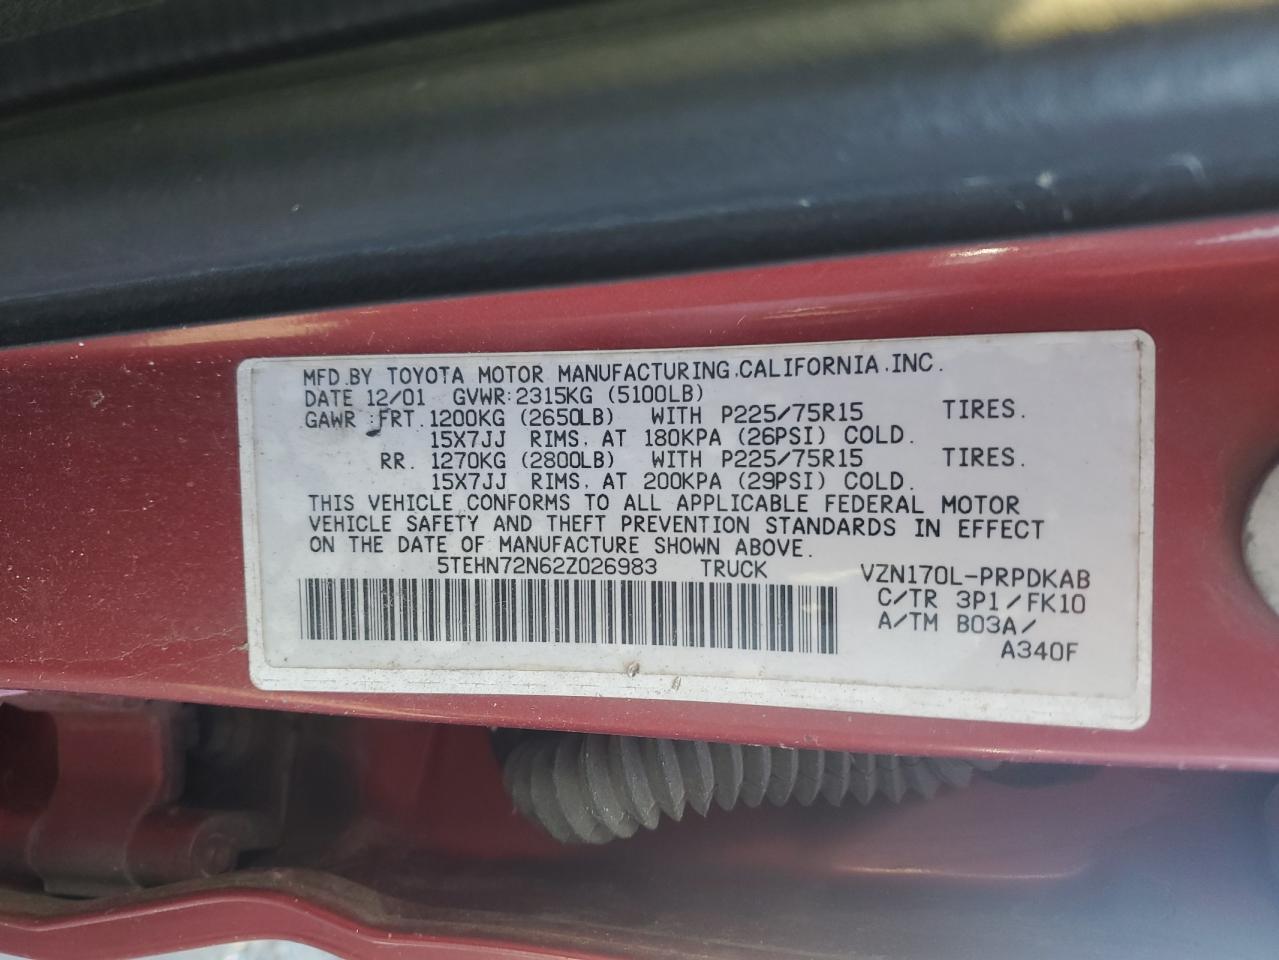 MFD.BY TOYOTA MOTOR MANUFACTURING.CALIFORNIA.INC.
DATE 12/01 GVWR:2315KG (5100LB)
GAWR:FRT.1200KG (2650LB) WITH P225/75R15 TIRES.
15X7JJ RIMS. AT 180KPA (26PSI) COLD.
RR. 1270KG (2800LB) WITH P225/75R15 TIRES.
15X7JJ RIMS. AT 200KPA (29PSI) COLD.
THIS VEHICLE CONFORMS TO ALL APPLICABLE FEDERAL MOTOR
VEHICLE SAFETY AND THEFT PREVENTION STANDARDS IN EFFECT
ON THE DATE OF MANUFACTURE SHOWN ABOVE.
5TEHN72N62Z026983 TRUCK VZN170L-PRPDKAB
C/TR 3P1/FK10
A/TM B03A/
A340F